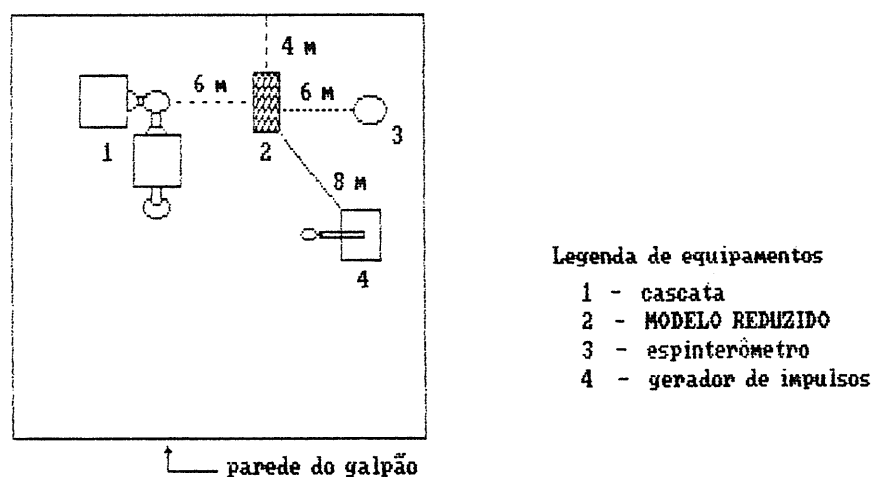 4 m
6 m
6 m
1
2
3
8 m
4
Legenda de equipamentos
1 - cascata
2 - MODELO REDUZIDO
3 - espinterômetro
4 - gerador de impulsos
parede do galpão